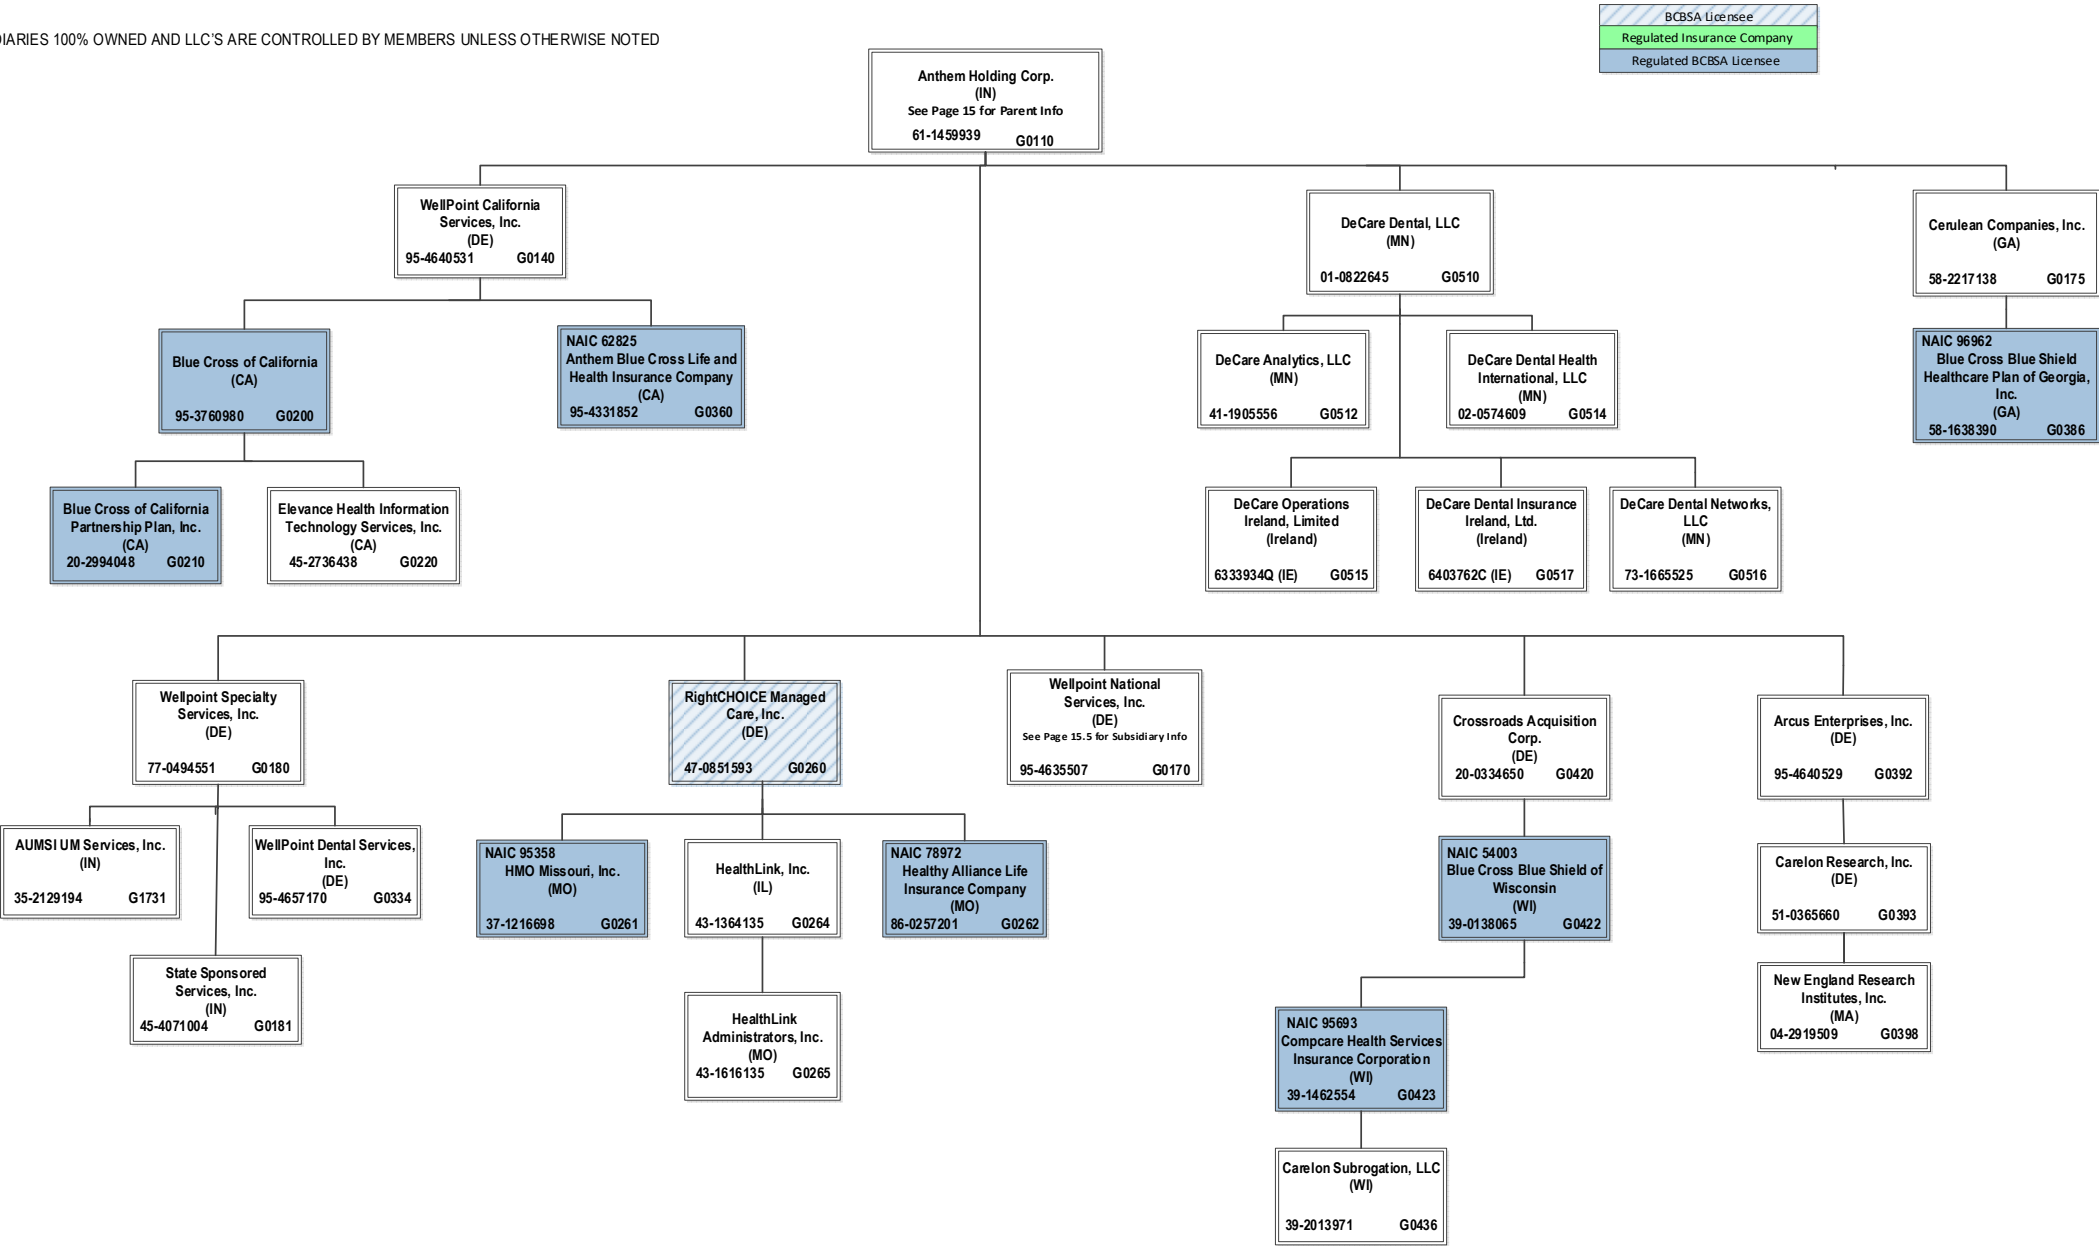 DIARIES 100% OWNED AND LLC'S ARE CONTROLLED BY MEMBERS UNLESS OTHERWISE NOTED
BCBSA Licensee
Regulated Insurance Company
Regulated BCBSA Licensee
Anthem Holding Corp.
(IN)
See Page 15 for Parent Info
61-1459939 G0110
WellPoint California
Services, Inc.
(DE)
95-4640531 G0140
DeCare Dental, LLC
(MN)
01-0822645 G0510
Cerulean Companies, Inc.
(GA)
58-2217138 G0175
Blue Cross of California
(CA)
95-3760980 G0200
NAIC 62825
Anthem Blue Cross Life and
Health Insurance Company
(CA)
95-4331852 G0360
DeCare Analytics, LLC
(MN)
41-1905556 G0512
DeCare Dental Health
International, LLC
(MN)
02-0574609 G0514
NAIC 96962
Blue Cross Blue Shield
Healthcare Plan of Georgia,
Inc.
(GA)
58-1638390 G0386
Blue Cross of California
Partnership Plan, Inc.
(CA)
20-2994048 G0210
Elevance Health Information
Technology Services, Inc.
(CA)
45-2736438 G0220
DeCare Operations
Ireland, Limited
(Ireland)
6333934Q (IE) G0515
DeCare Dental Insurance
Ireland, Ltd.
(Ireland)
6403762C (IE) G0517
DeCare Dental Networks,
LLC
(MN)
73-1665525 G0516
Wellpoint Specialty
Services, Inc.
(DE)
77-0494551 G0180
RightCHOICE Managed
Care, Inc.
(DE)
47-0851593 G0260
Wellpoint National
Services, Inc.
(DE)
See Page 15.5 for Subsidiary Info
95-4635507 G0170
Crossroads Acquisition
Corp.
(DE)
20-0334650 G0420
Arcus Enterprises, Inc.
(DE)
95-4640529 G0392
AUMSI UM Services, Inc.
(IN)
35-2129194 G1731
WellPoint Dental Services,
Inc.
(DE)
95-4657170 G0334
NAIC 95358
HMO Missouri, Inc.
(MO)
37-1216698 G0261
HealthLink, Inc.
(IL)
43-1364135 G0264
NAIC 78972
Healthy Alliance Life
Insurance Company
(MO)
86-0257201 G0262
NAIC 54003
Blue Cross Blue Shield of
Wisconsin
(WI)
39-0138065 G0422
Carelon Research, Inc.
(DE)
51-0365660 G0393
State Sponsored
Services, Inc.
(IN)
45-4071004 G0181
HealthLink
Administrators, Inc.
(MO)
43-1616135 G0265
NAIC 95693
Compcare Health Services
Insurance Corporation
(WI)
39-1462554 G0423
New England Research
Institutes, Inc.
(MA)
04-2919509 G0398
Carelon Subrogation, LLC
(WI)
39-2013971 G0436